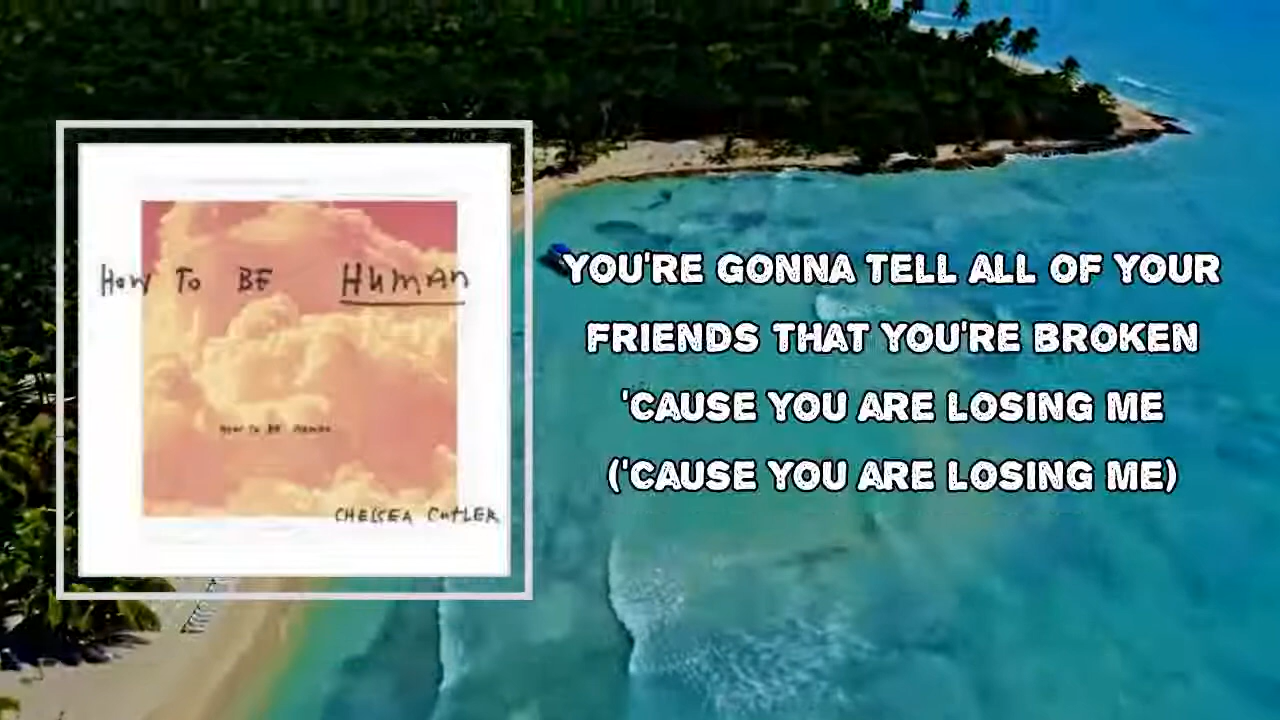 How To BE Human
How To BE Human
CHELSEA CUTLER
YOU'RE GONNA TELL ALL OF YOUR
FRIENDS THAT YOU'RE BROKEN
'CAUSE YOU ARE LOSING ME
('CAUSE YOU ARE LOSING ME)